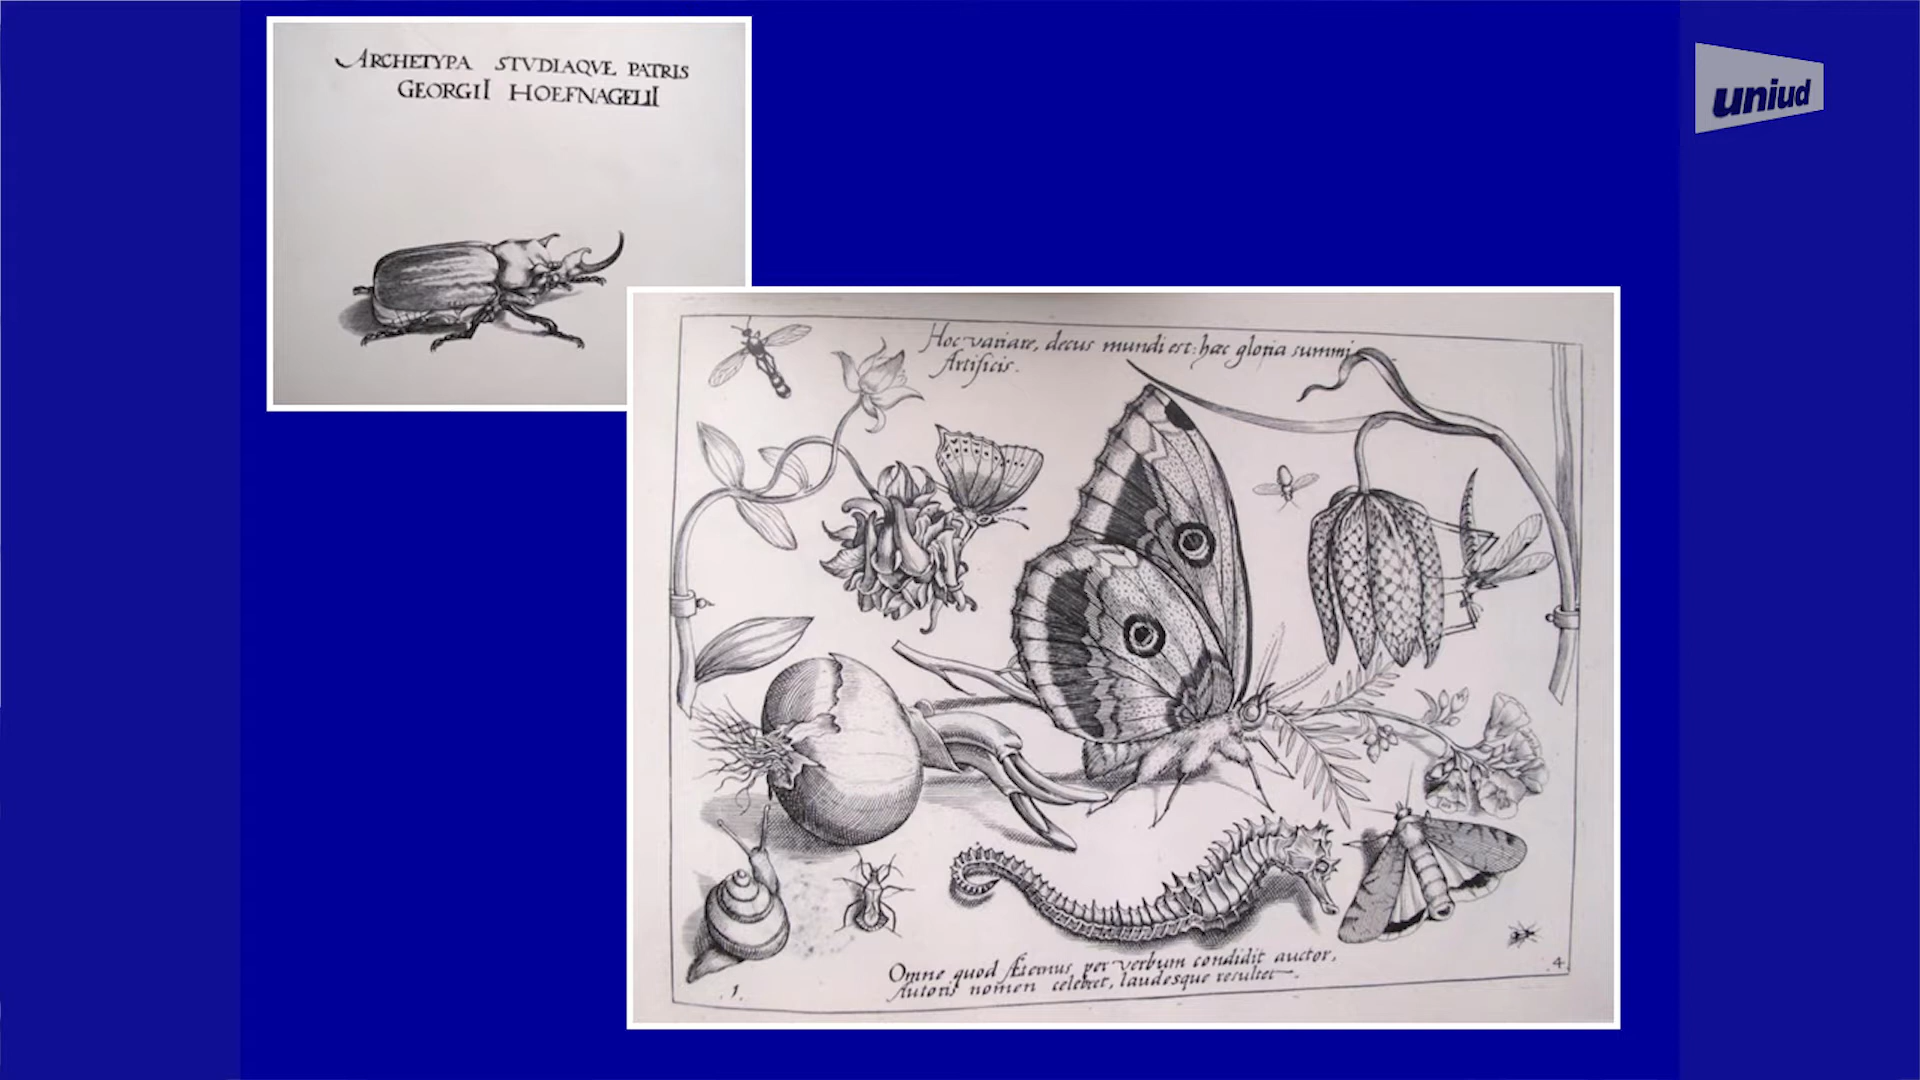 ARCHETYPA STVDIAQVE PATRIS
GEORGII HOEFNAGELII
uniud
Hoc variare, decus mundi est: hæc gloria summi
Artificis.
Omne quod Æternus per verbum condidit auctor,
Autoris nomen celebret, laudesque resultet.
1.
4